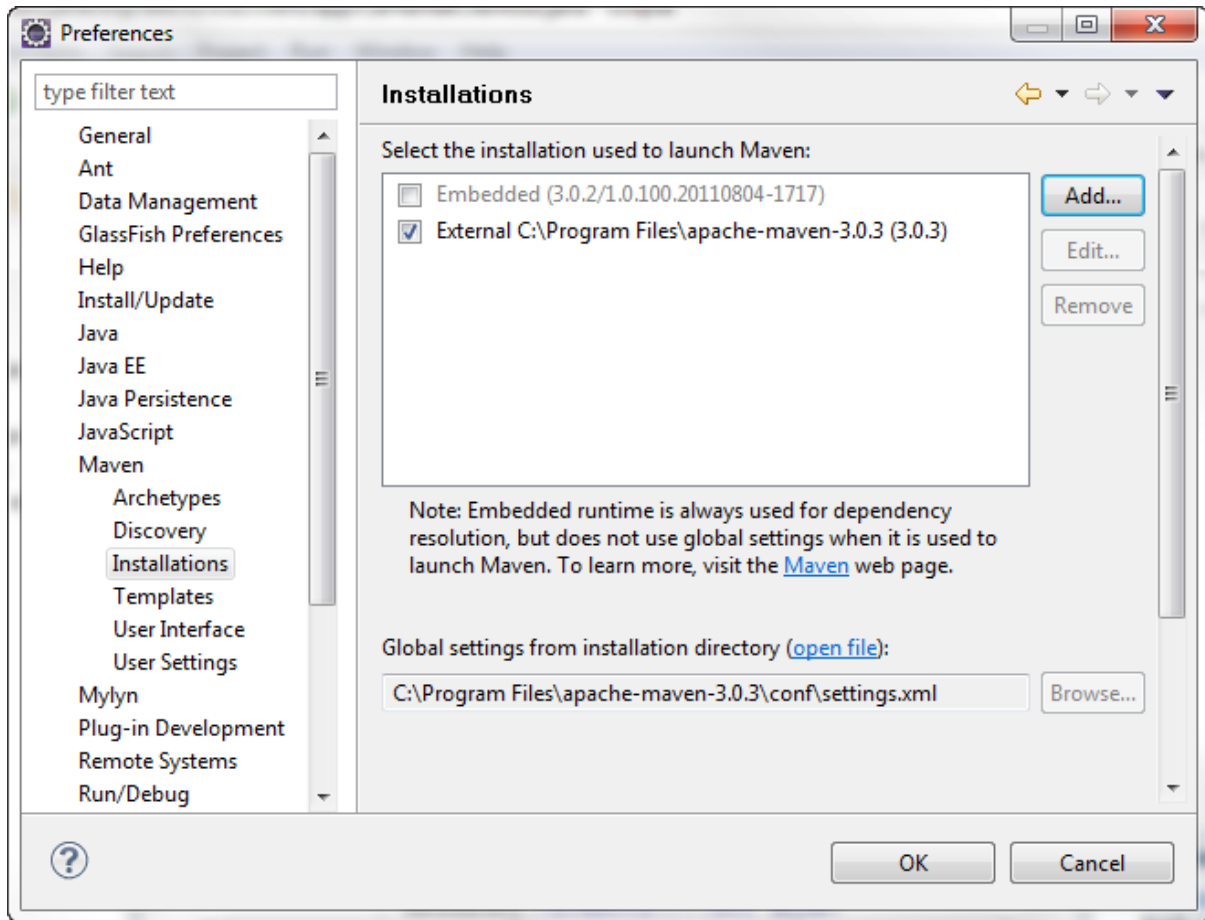 Preferences
type filter text
General
Ant
Data Management
GlassFish Preferences
Help
Install/Update
Java
Java EE
Java Persistence
JavaScript
Maven
Archetypes
Discovery
Installations
Templates
User Interface
User Settings
Mylyn
Plug-in Development
Remote Systems
Run/Debug
Installations
Select the installation used to launch Maven:
Embedded (3.0.2/1.0.100.20110804-1717)
External C:\Program Files\apache-maven-3.0.3 (3.0.3)
Add...
Edit...
Remove
Note: Embedded runtime is always used for dependency
resolution, but does not use global settings when it is used to
launch Maven. To learn more, visit the Maven web page.
Global settings from installation directory (open file):
C:\Program Files\apache-maven-3.0.3\conf\settings.xml
Browse...
OK
Cancel